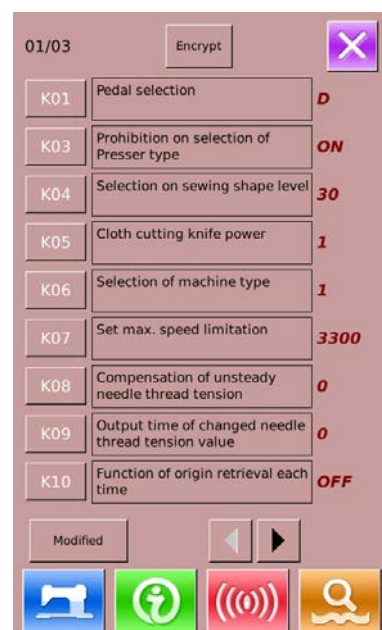 01/03
Encrypt
K01
Pedal selection
D
K03
Prohibition on selection of
Presser type
ON
K04
Selection on sewing shape level
30
K05
Cloth cutting knife power
1
K06
Selection of machine type
1
K07
Set max. speed limitation
3300
K08
Compensation of unsteady
needle thread tension
0
K09
Output time of changed needle
thread tension value
0
K10
Function of origin retrieval each
time
OFF
Modified